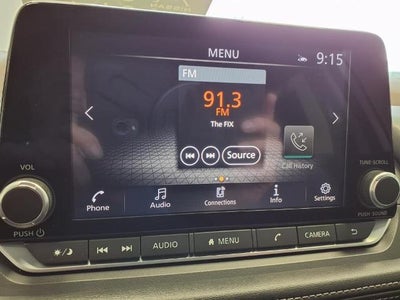 MENU
9:15
FM
91.3
FM
The FIX
Source
Call History
VOL
TUNE·SCROLL
Phone
Audio
Connections
Info
Settings
PUSH
PUSH·SOUND
AUDIO
MENU
CAMERA